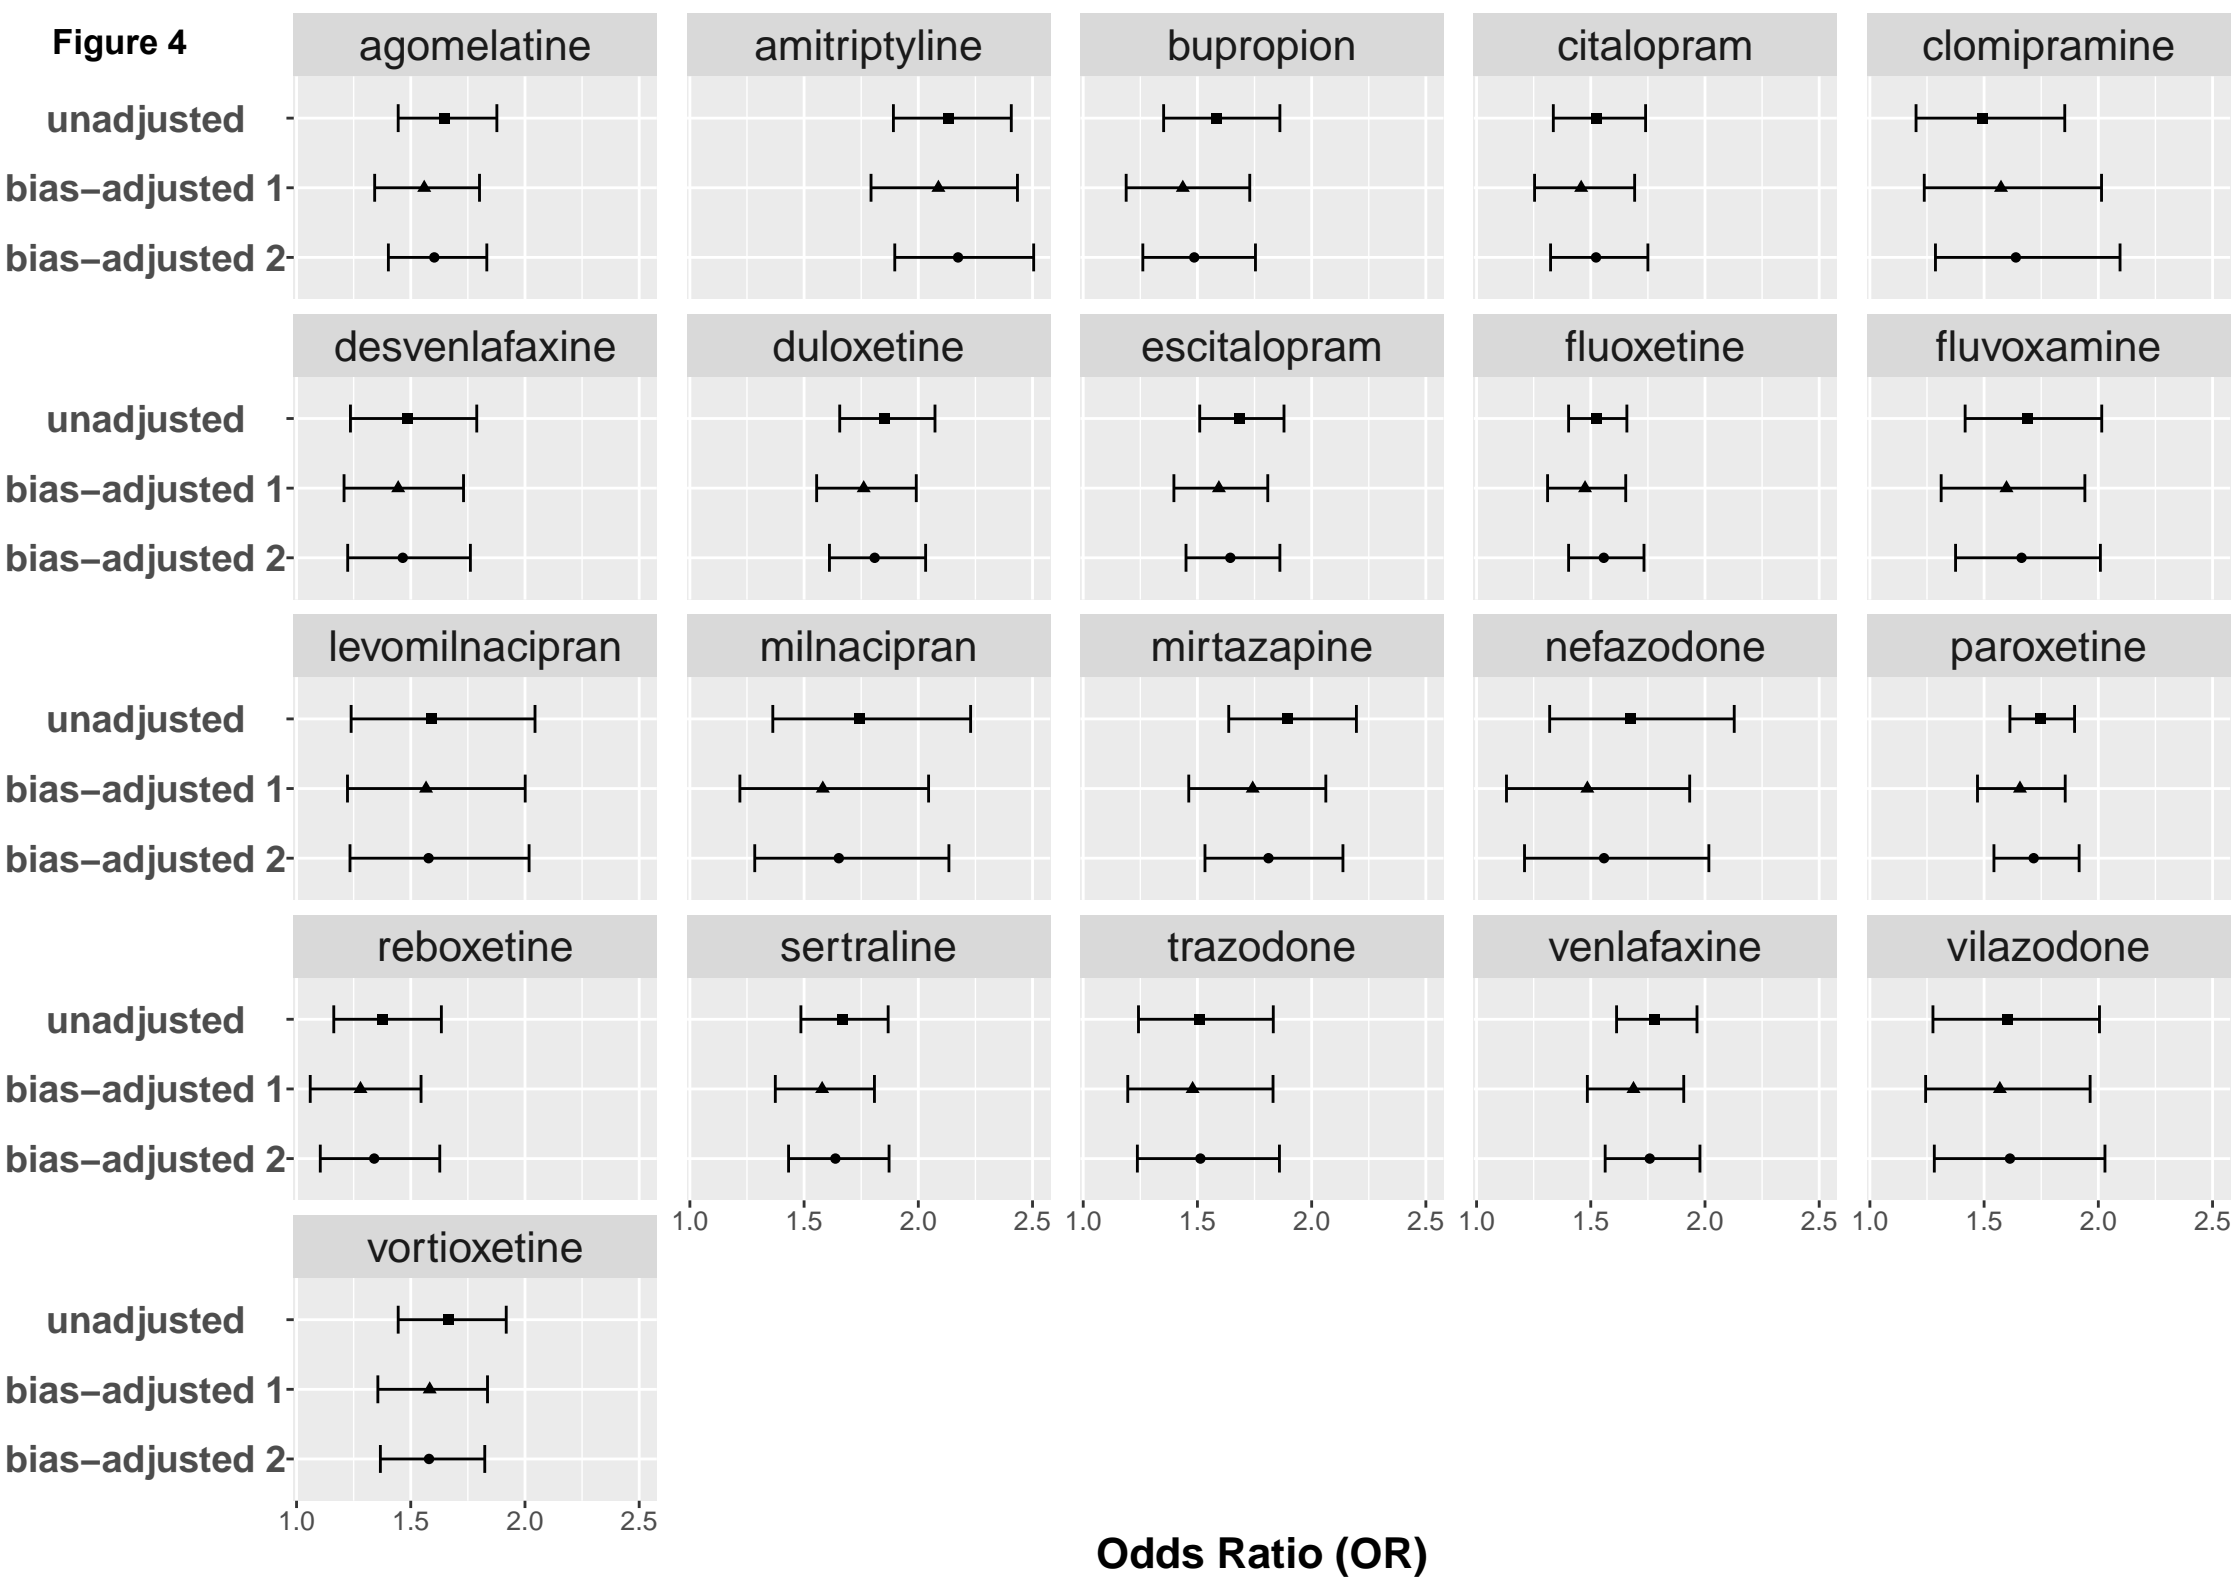 Figure 4
agomelatine amitriptyline bupropion citalopram clomipramine
unadjusted
bias−adjusted 1
bias−adjusted 2
desvenlafaxine duloxetine escitalopram fluoxetine fluvoxamine
unadjusted
bias−adjusted 1
bias−adjusted 2
levomilnacipran milnacipran mirtazapine nefazodone paroxetine
unadjusted
bias−adjusted 1
bias−adjusted 2
reboxetine sertraline trazodone venlafaxine vilazodone
unadjusted
bias−adjusted 1
bias−adjusted 2
1.0 1.5 2.0 2.5 1.0 1.5 2.0 2.5 1.0 1.5 2.0 2.5 1.0 1.5 2.0 2.5
vortioxetine
unadjusted
bias−adjusted 1
bias−adjusted 2
1.0 1.5 2.0 2.5
Odds Ratio (OR)